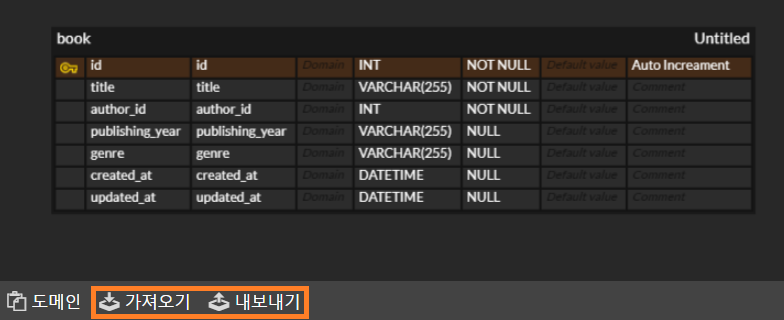 book Untitled
id id Domain INT NOT NULL Default value Auto Increament
title title Domain VARCHAR(255) NOT NULL Default value Comment
author_id author_id Domain INT NOT NULL Default value Comment
publishing_year publishing_year Domain VARCHAR(255) NULL Default value Comment
genre genre Domain VARCHAR(255) NULL Default value Comment
created_at created_at Domain DATETIME NULL Default value Comment
updated_at updated_at Domain DATETIME NULL Default value Comment
도메인 가져오기 내보내기